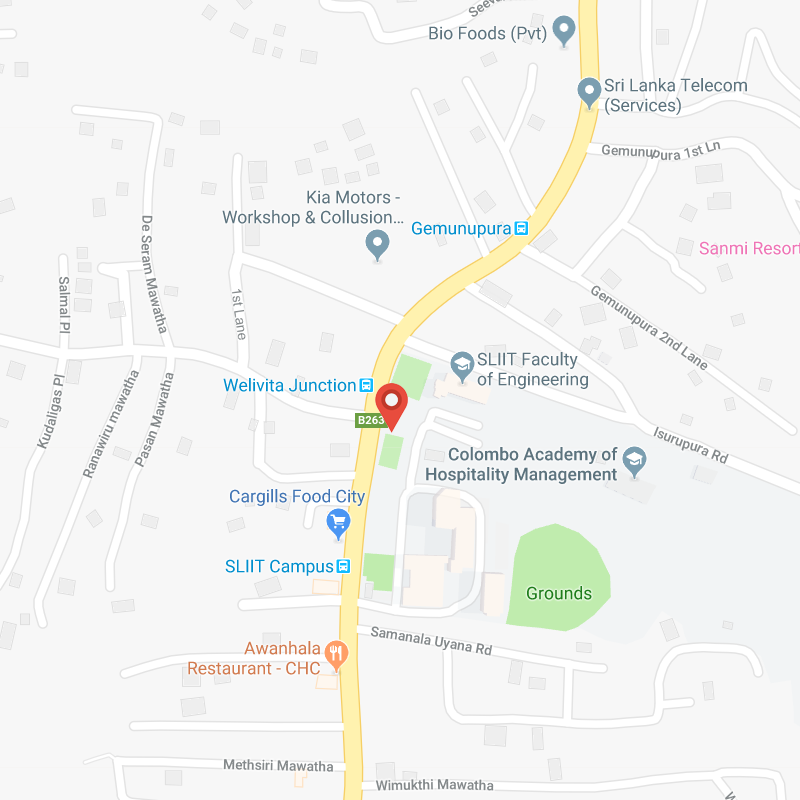 Bio Foods (Pvt)
Sri Lanka Telecom
(Services)
Gemunupura 1st Ln
Kia Motors -
Workshop & Collusion...
Gemunupura
Sanmi Resort
De Seram Mawatha
Salmal Pl
1st Lane
Gemunupura 2nd Lane
SLIIT Faculty
of Engineering
Welivita Junction
B263
Kudaligas Pl
Ranawiru mawatha
Pasan Mawatha
Isurupura Rd
Colombo Academy of
Hospitality Management
Cargills Food City
SLIIT Campus
Grounds
Samanala Uyana Rd
Awanhala
Restaurant - CHC
Methsiri Mawatha
Wimukthi Mawatha